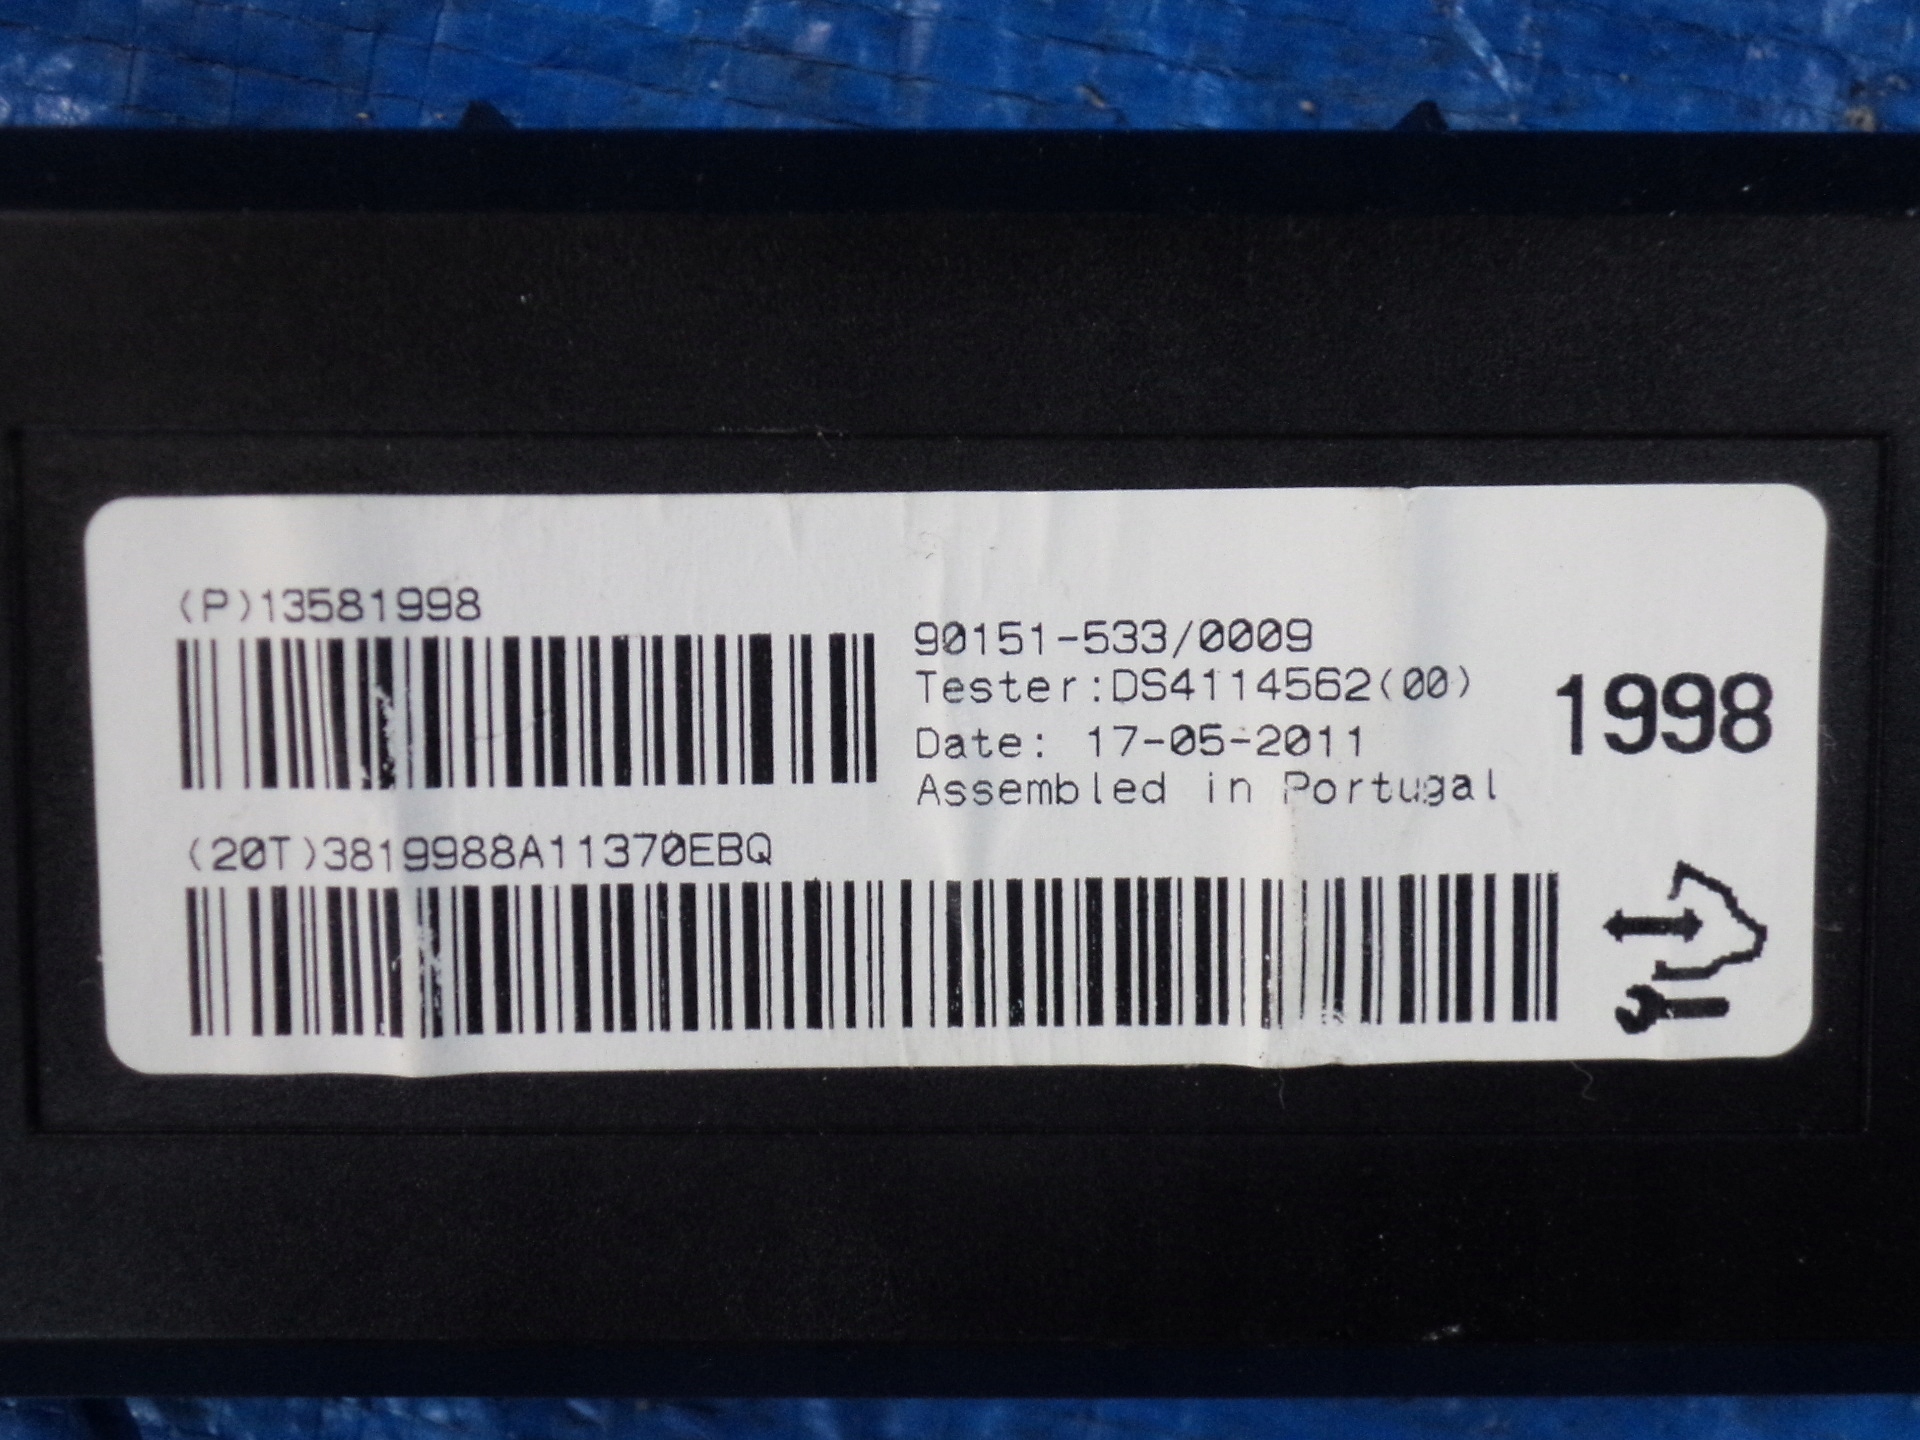 (P)13581998
90151-533/0009
Tester:DS4114562(00)
Date: 17-05-2011
Assembled in Portugal
1998
(20T)3819988A11370EBQ